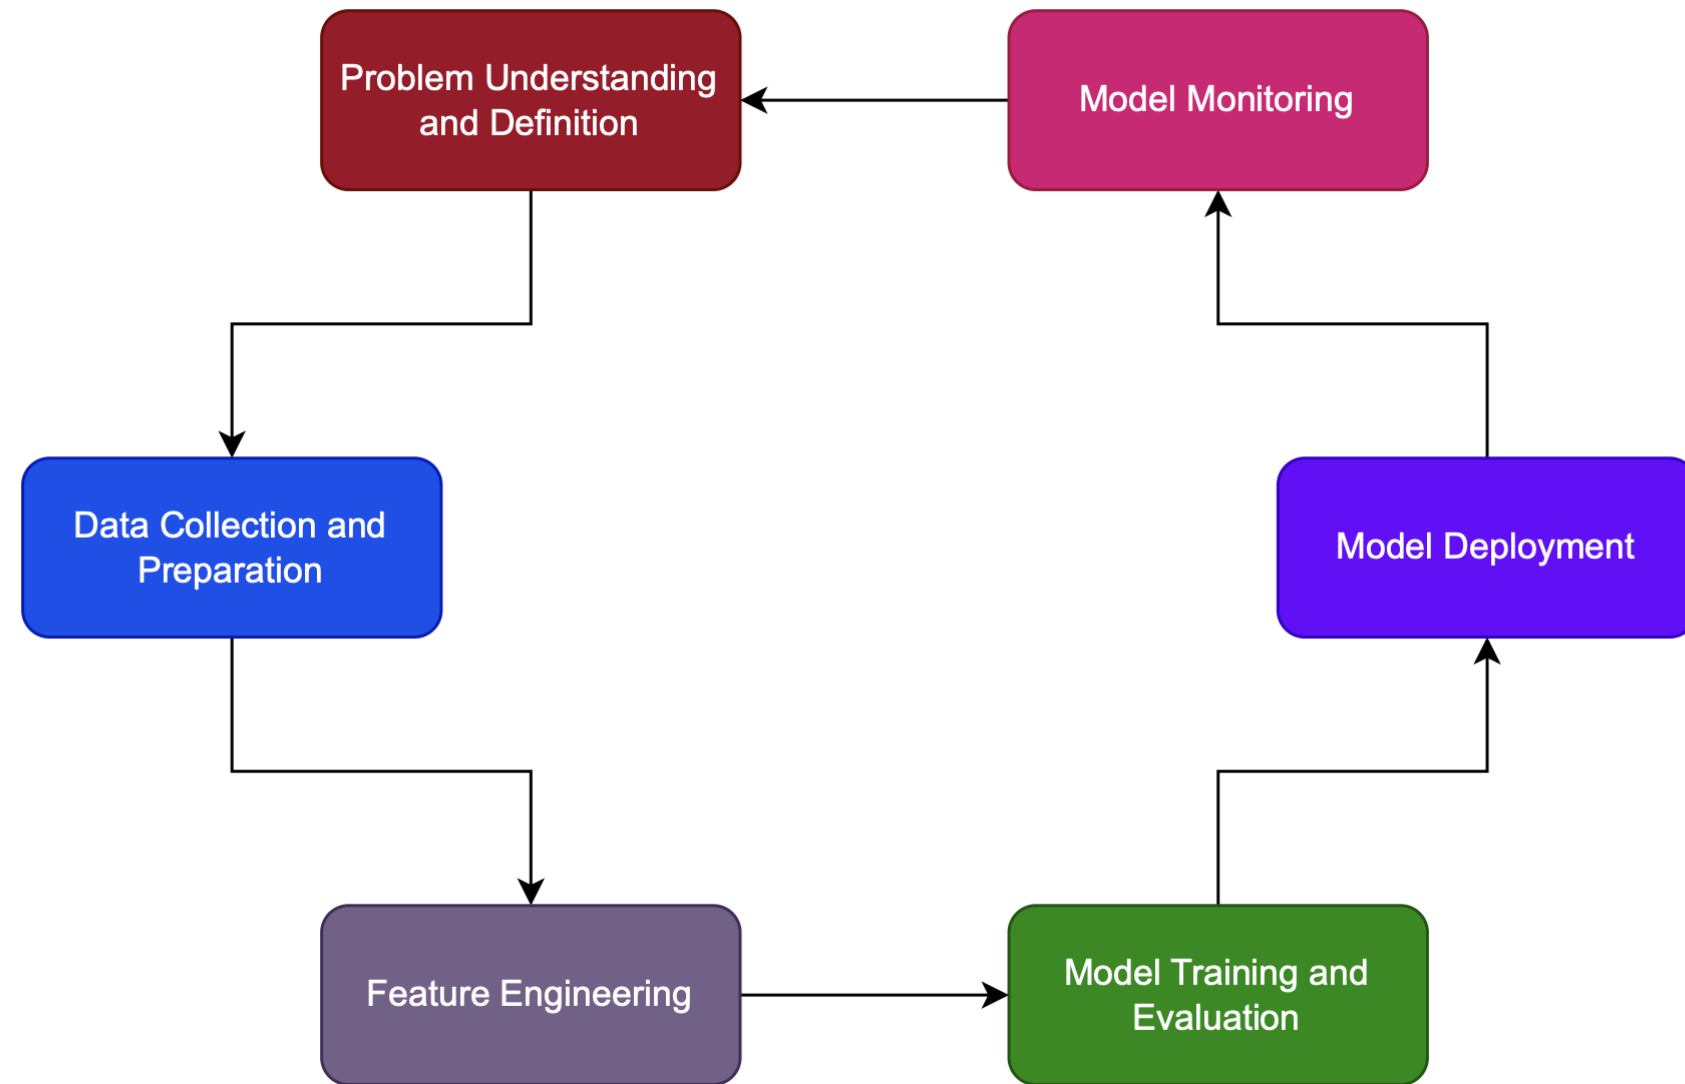 Problem Understanding
and Definition
Model Monitoring
Data Collection and
Preparation
Model Deployment
Feature Engineering
Model Training and
Evaluation